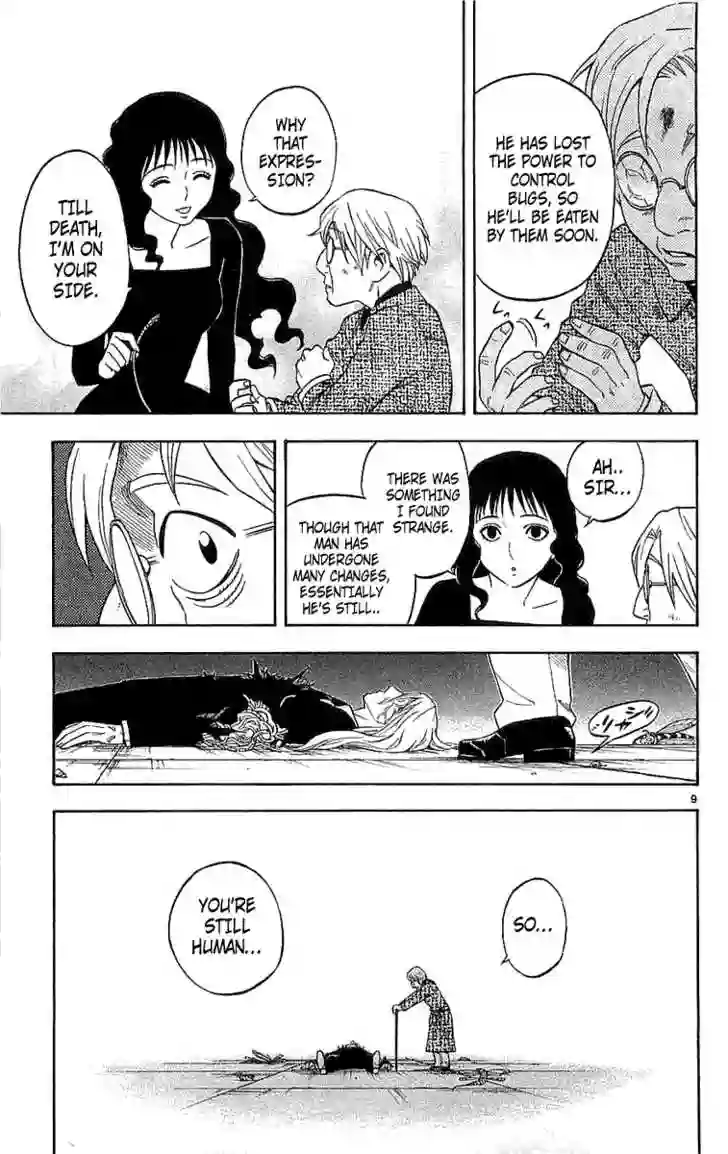 HE HAS LOST
THE POWER TO
CONTROL
BUGS, SO
HE'LL BE EATEN
BY THEM SOON.
WHY
THAT
EXPRES-
SION?
TILL
DEATH,
I'M ON
YOUR
SIDE.
AH..
SIR...
THERE WAS
SOMETHING
I FOUND
STRANGE.
THOUGH THAT
MAN HAS
UNDERGONE
MANY CHANGES,
ESSENTIALLY
HE'S STILL..
9
SO...
YOU'RE
STILL
HUMAN...